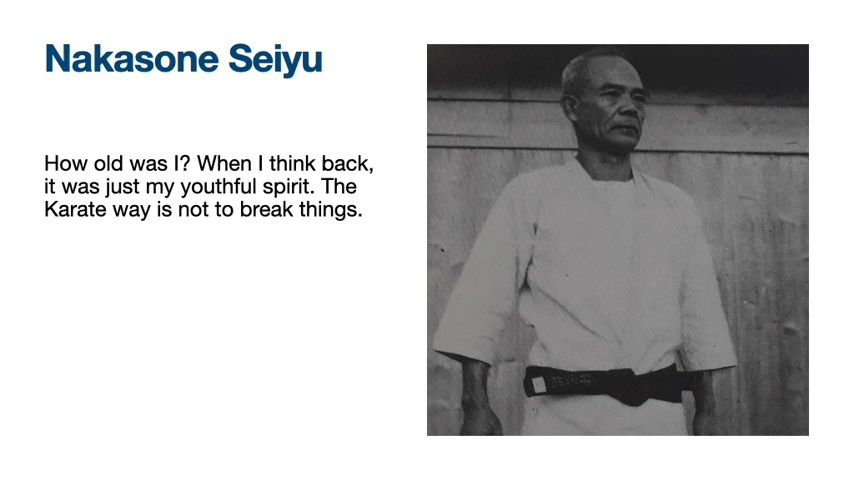 Nakasone Seiyu
How old was I? When I think back,
it was just my youthful spirit. The
Karate way is not to break things.